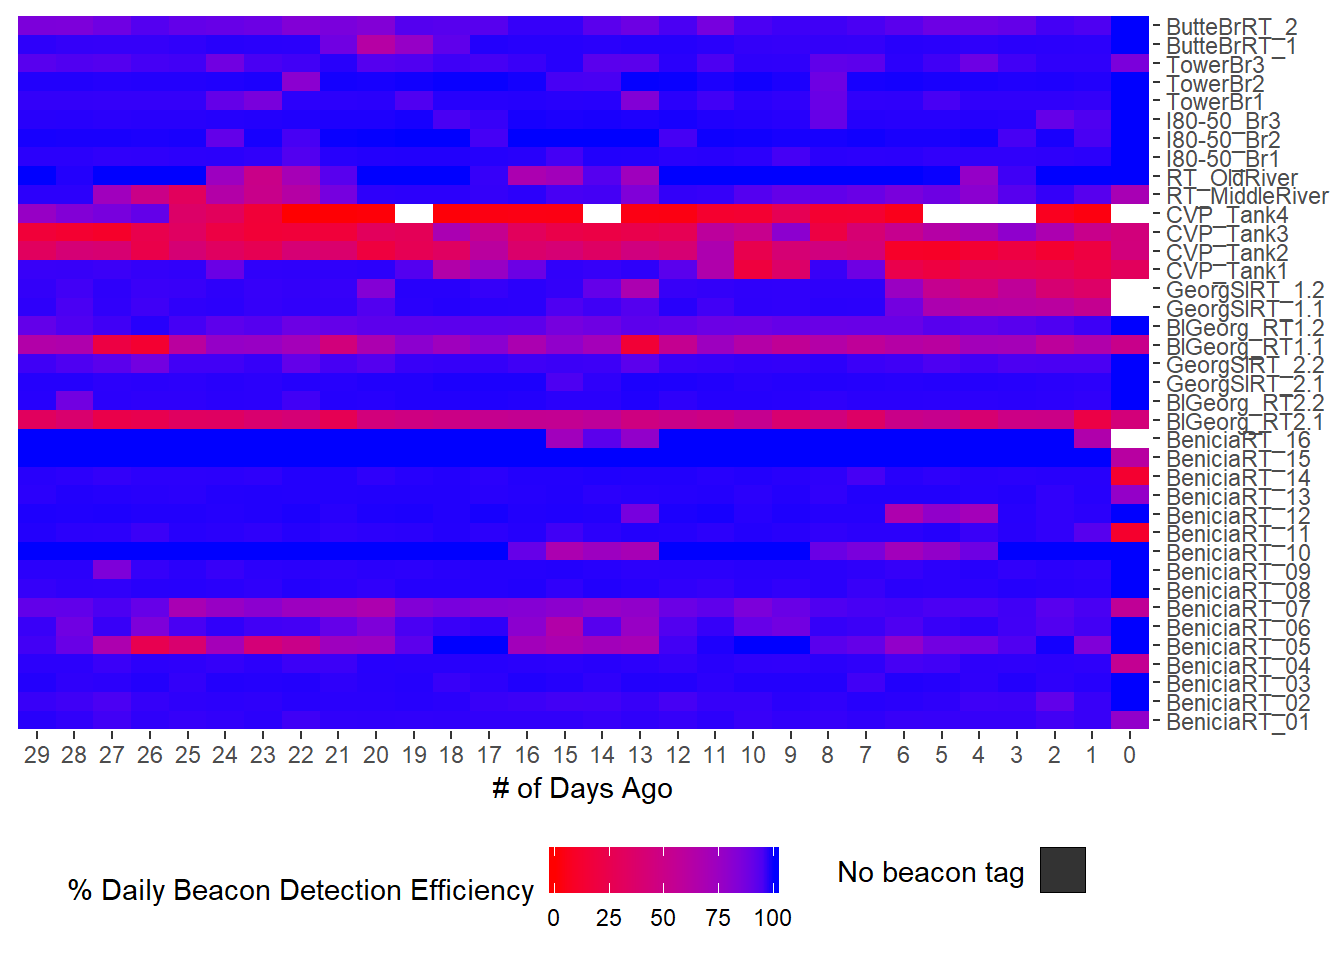 ButteBrRT_2
ButteBrRT_1
TowerBr3
TowerBr2
TowerBr1
I80-50_Br3
I80-50_Br2
I80-50_Br1
RT_OldRiver
RT_MiddleRiver
CVP_Tank4
CVP_Tank3
CVP_Tank2
CVP_Tank1
GeorgSlRT_1.2
GeorgSlRT_1.1
BlGeorg_RT1.2
BlGeorg_RT1.1
GeorgSlRT_2.2
GeorgSlRT_2.1
BlGeorg_RT2.2
BlGeorg_RT2.1
BeniciaRT_16
BeniciaRT_15
BeniciaRT_14
BeniciaRT_13
BeniciaRT_12
BeniciaRT_11
BeniciaRT_10
BeniciaRT_09
BeniciaRT_08
BeniciaRT_07
BeniciaRT_06
BeniciaRT_05
BeniciaRT_04
BeniciaRT_03
BeniciaRT_02
BeniciaRT_01
29 28 27 26 25 24 23 22 21 20 19 18 17 16 15 14 13 12 11 10 9 8 7 6 5 4 3 2 1 0
# of Days Ago
% Daily Beacon Detection Efficiency
0 25 50 75 100
No beacon tag